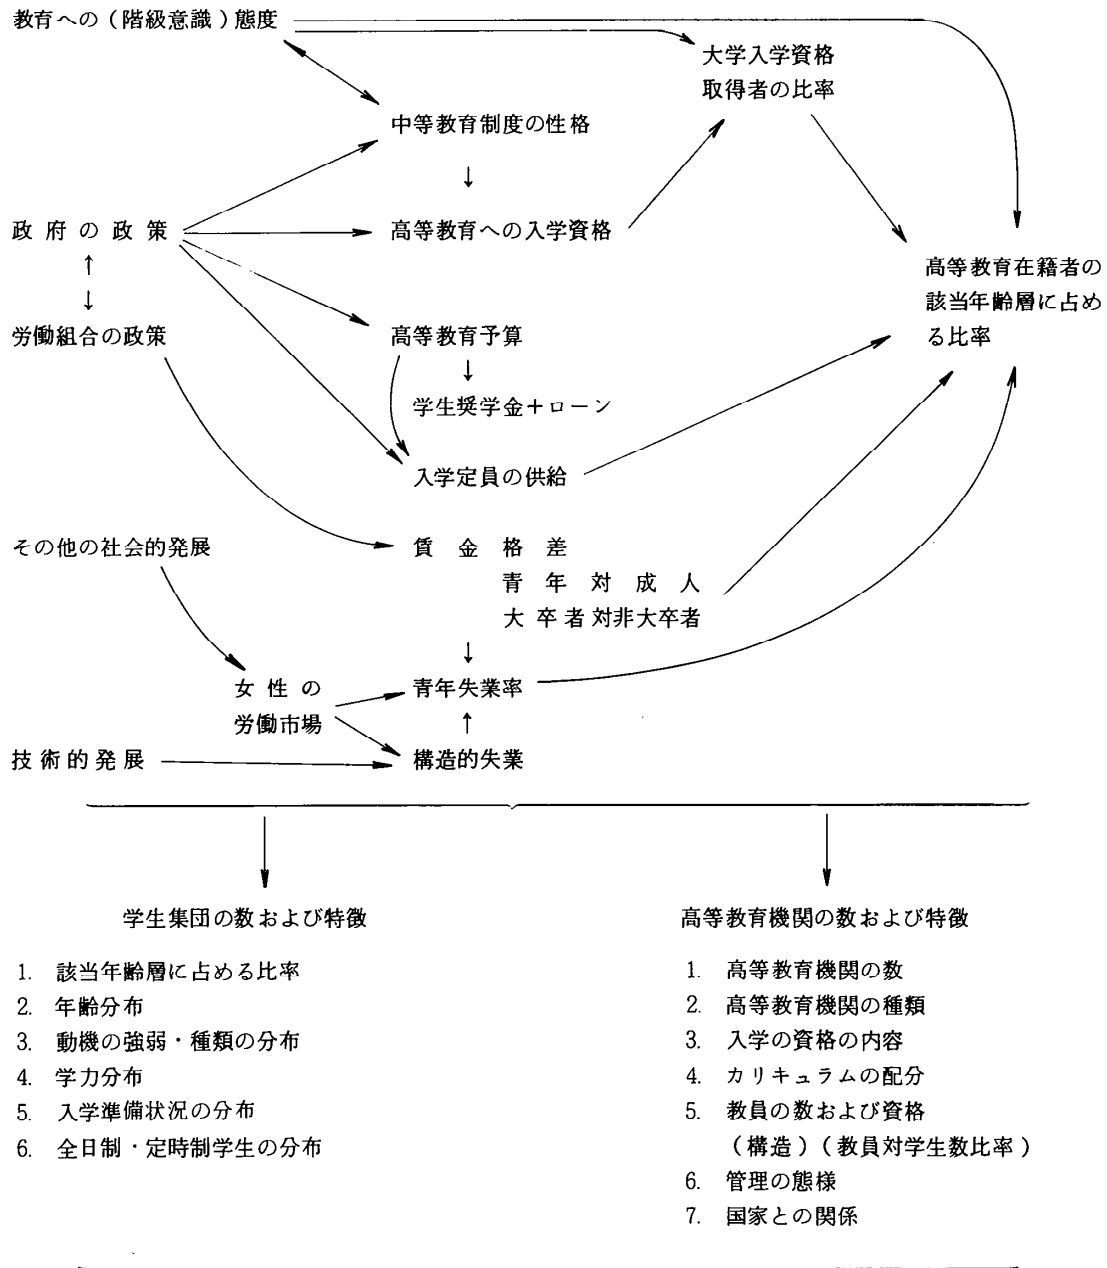 教育への（階級意識）態度
大学入学資格
取得者の比率
中等教育制度の性格
↓
政府の政策
高等教育への入学資格
↑
↓
高等教育在籍者の
該当年齢層に占め
る比率
労働組合の政策
高等教育予算
↓
学生奨学金＋ローン
入学定員の供給
その他の社会的発展
賃金格差
青年対成人
大卒者対非大卒者
↓
女性の
労働市場
青年失業率
↑
技術的発展
構造的失業
学生集団の数および特徴
1. 該当年齢層に占める比率
2. 年齢分布
3. 動機の強弱・種類の分布
4. 学力分布
5. 入学準備状況の分布
6. 全日制・定時制学生の分布
高等教育機関の数および特徴
1. 高等教育機関の数
2. 高等教育機関の種類
3. 入学の資格の内容
4. カリキュラムの配分
5. 教員の数および資格
（構造）（教員対学生数比率）
6. 管理の態様
7. 国家との関係